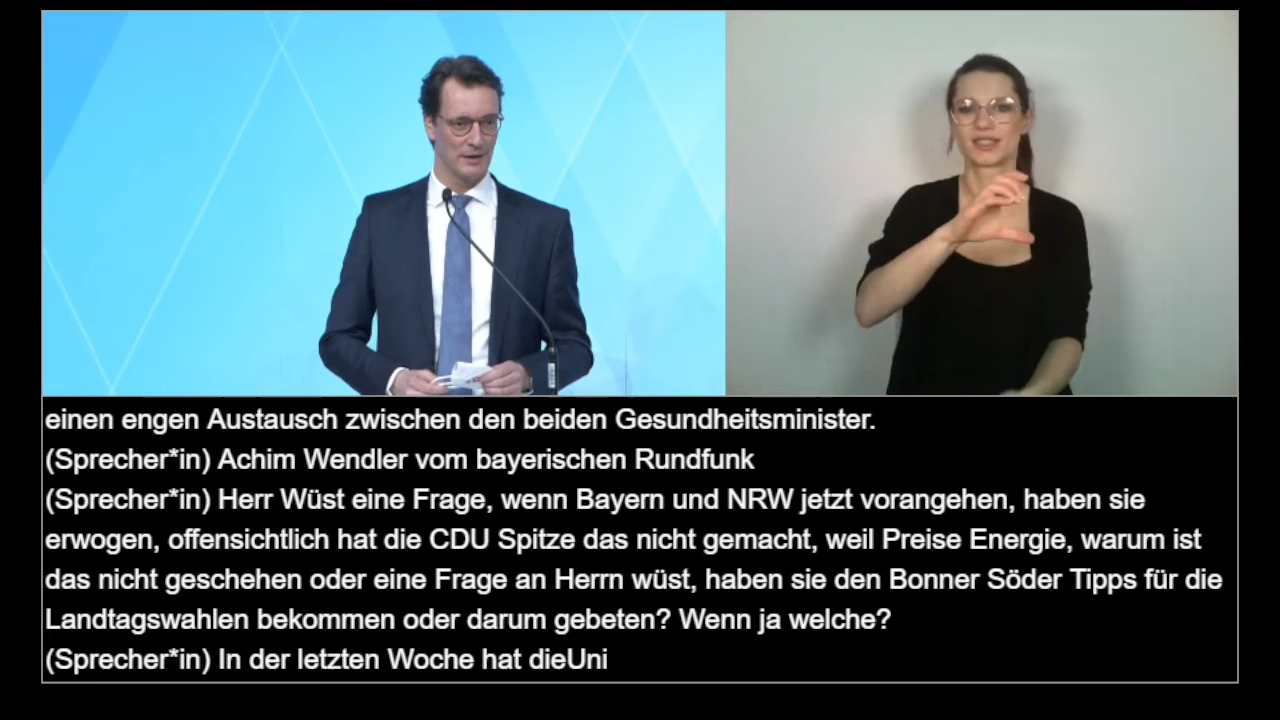 einen engen Austausch zwischen den beiden Gesundheitsminister.
(Sprecher*in) Achim Wendler vom bayerischen Rundfunk
(Sprecher*in) Herr Wüst eine Frage, wenn Bayern und NRW jetzt vorangehen, haben sie
erwogen, offensichtlich hat die CDU Spitze das nicht gemacht, weil Preise Energie, warum ist
das nicht geschehen oder eine Frage an Herrn wüst, haben sie den Bonner Söder Tipps für die
Landtagswahlen bekommen oder darum gebeten? Wenn ja welche?
(Sprecher*in) In der letzten Woche hat dieUni